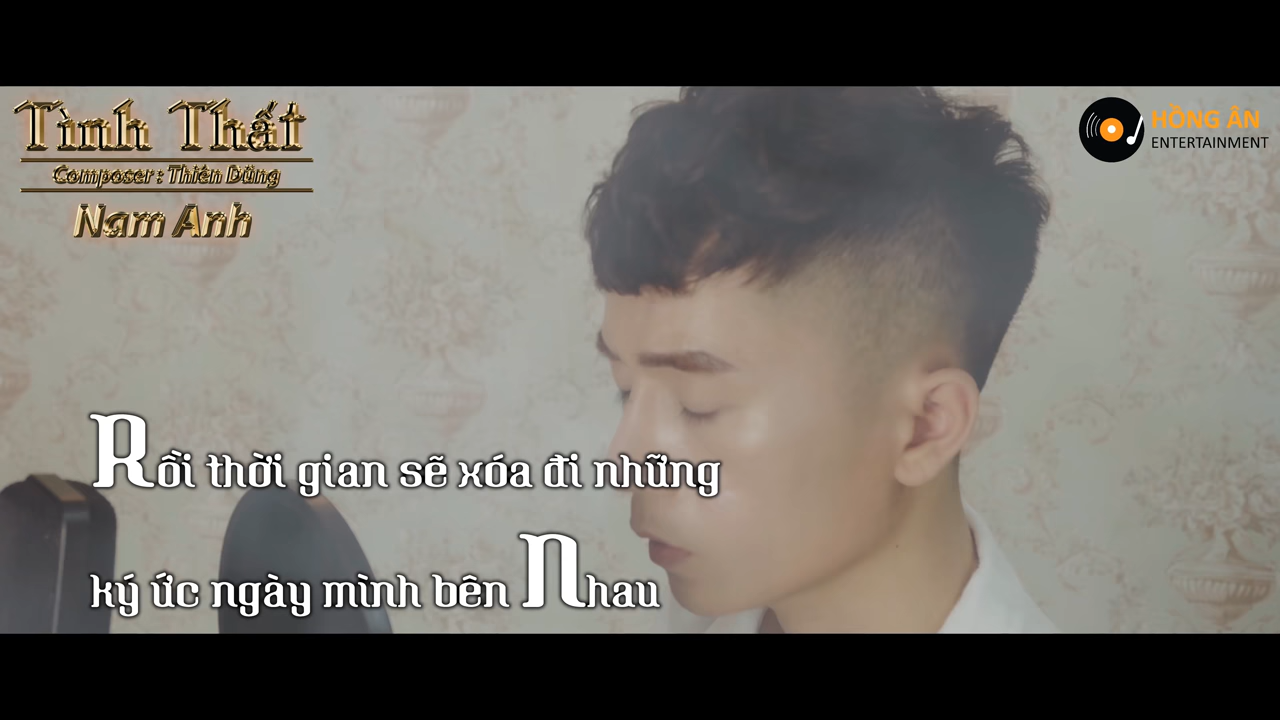 Tình Thất
Composer : Thiên Dũng
Nam Anh
HỒNG ÂN
ENTERTAINMENT
Rồi thời gian sẽ xóa đi những
ký ức ngày mình bên Nhau